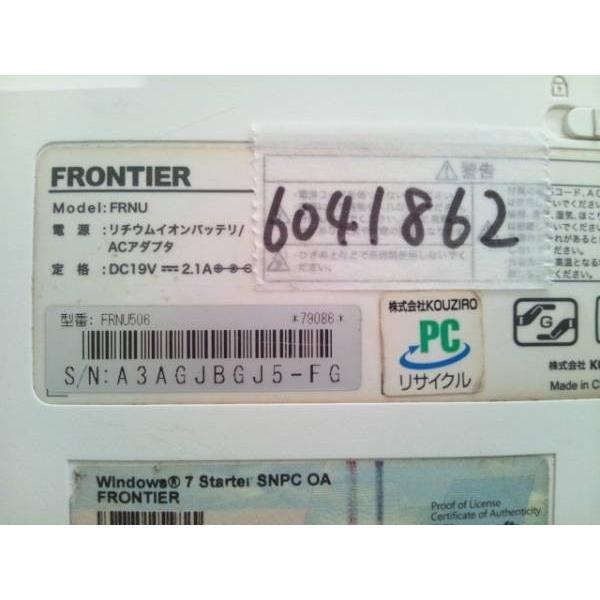 FRONTIER
Model: FRNU
電 源 : リチウムイオンバッテリ/
ACアダプタ
定 格 : DC19V 2.1A
6041862
警告
型番: FRNU506 *79086*
S/N:A3AGJBGJ5-FG
株式会社KOUZIRO
PC
リサイクル
G
Made in C
Windows® 7 Starter SNPC OA
FRONTIER
Proof of License
Certificate of Authenticity